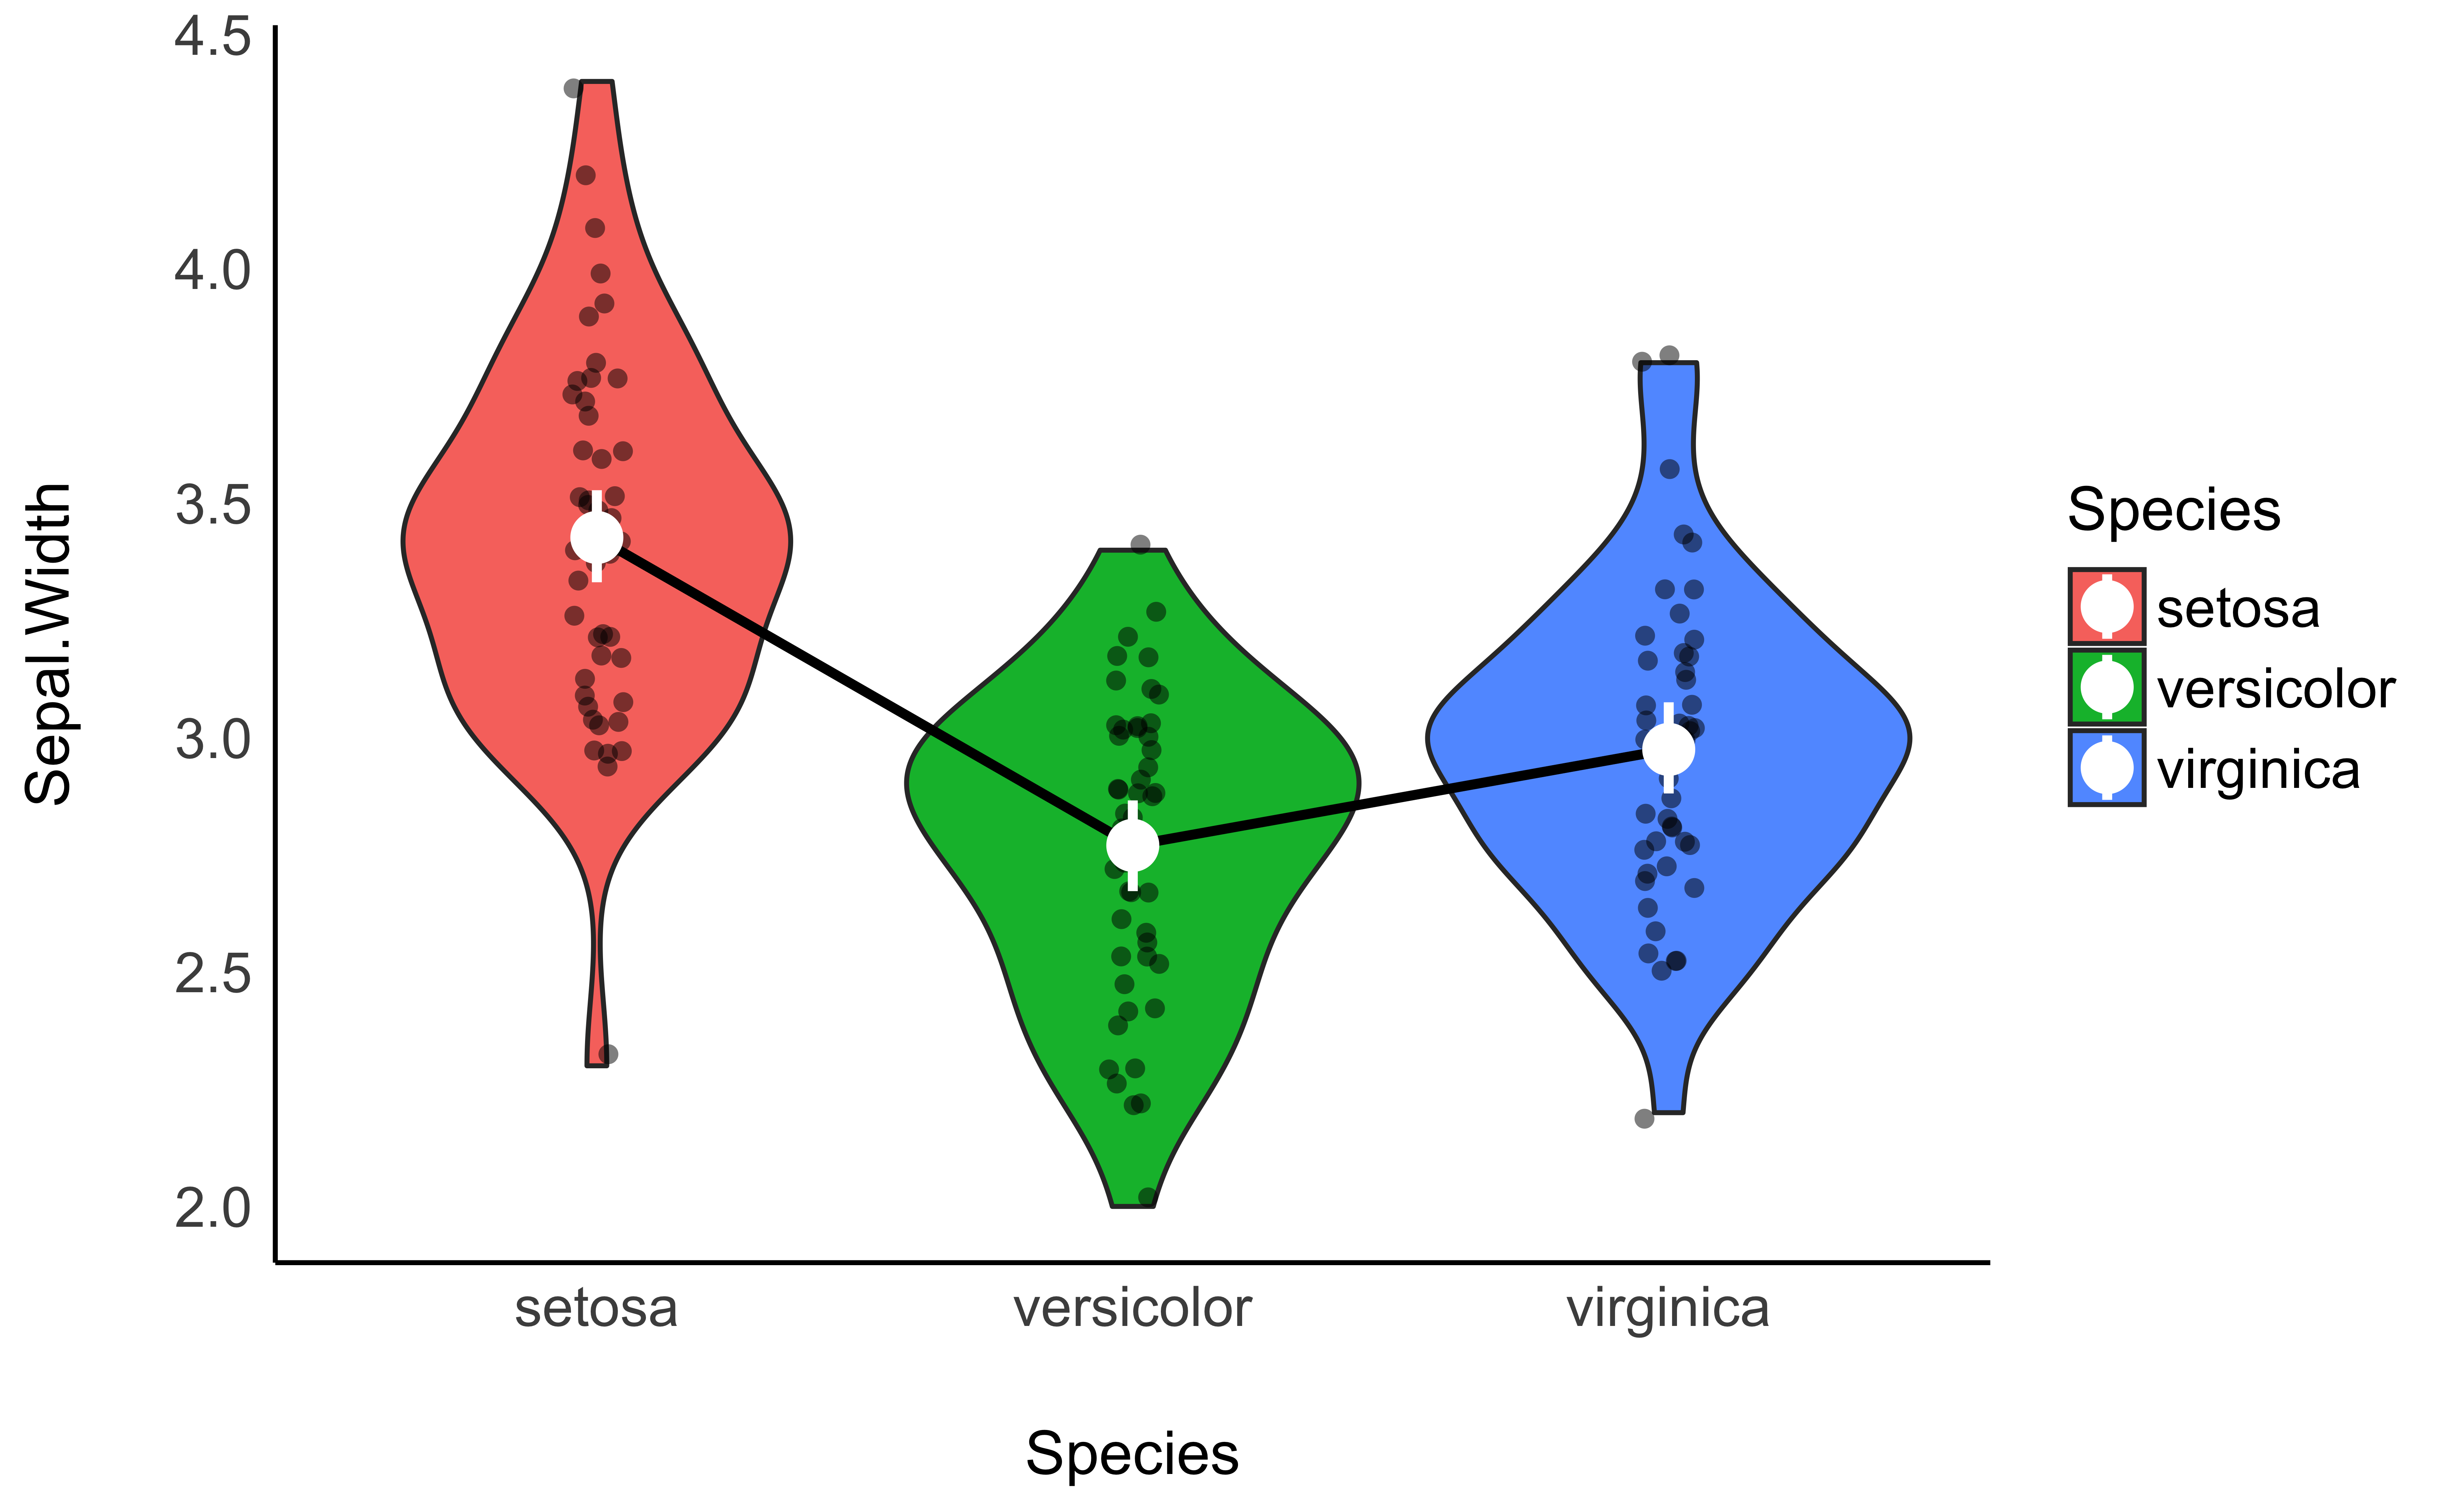 Sepal.Width
4.5
4.0
3.5
3.0
2.5
2.0
setosa
versicolor
virginica
Species
Species
setosa
versicolor
virginica